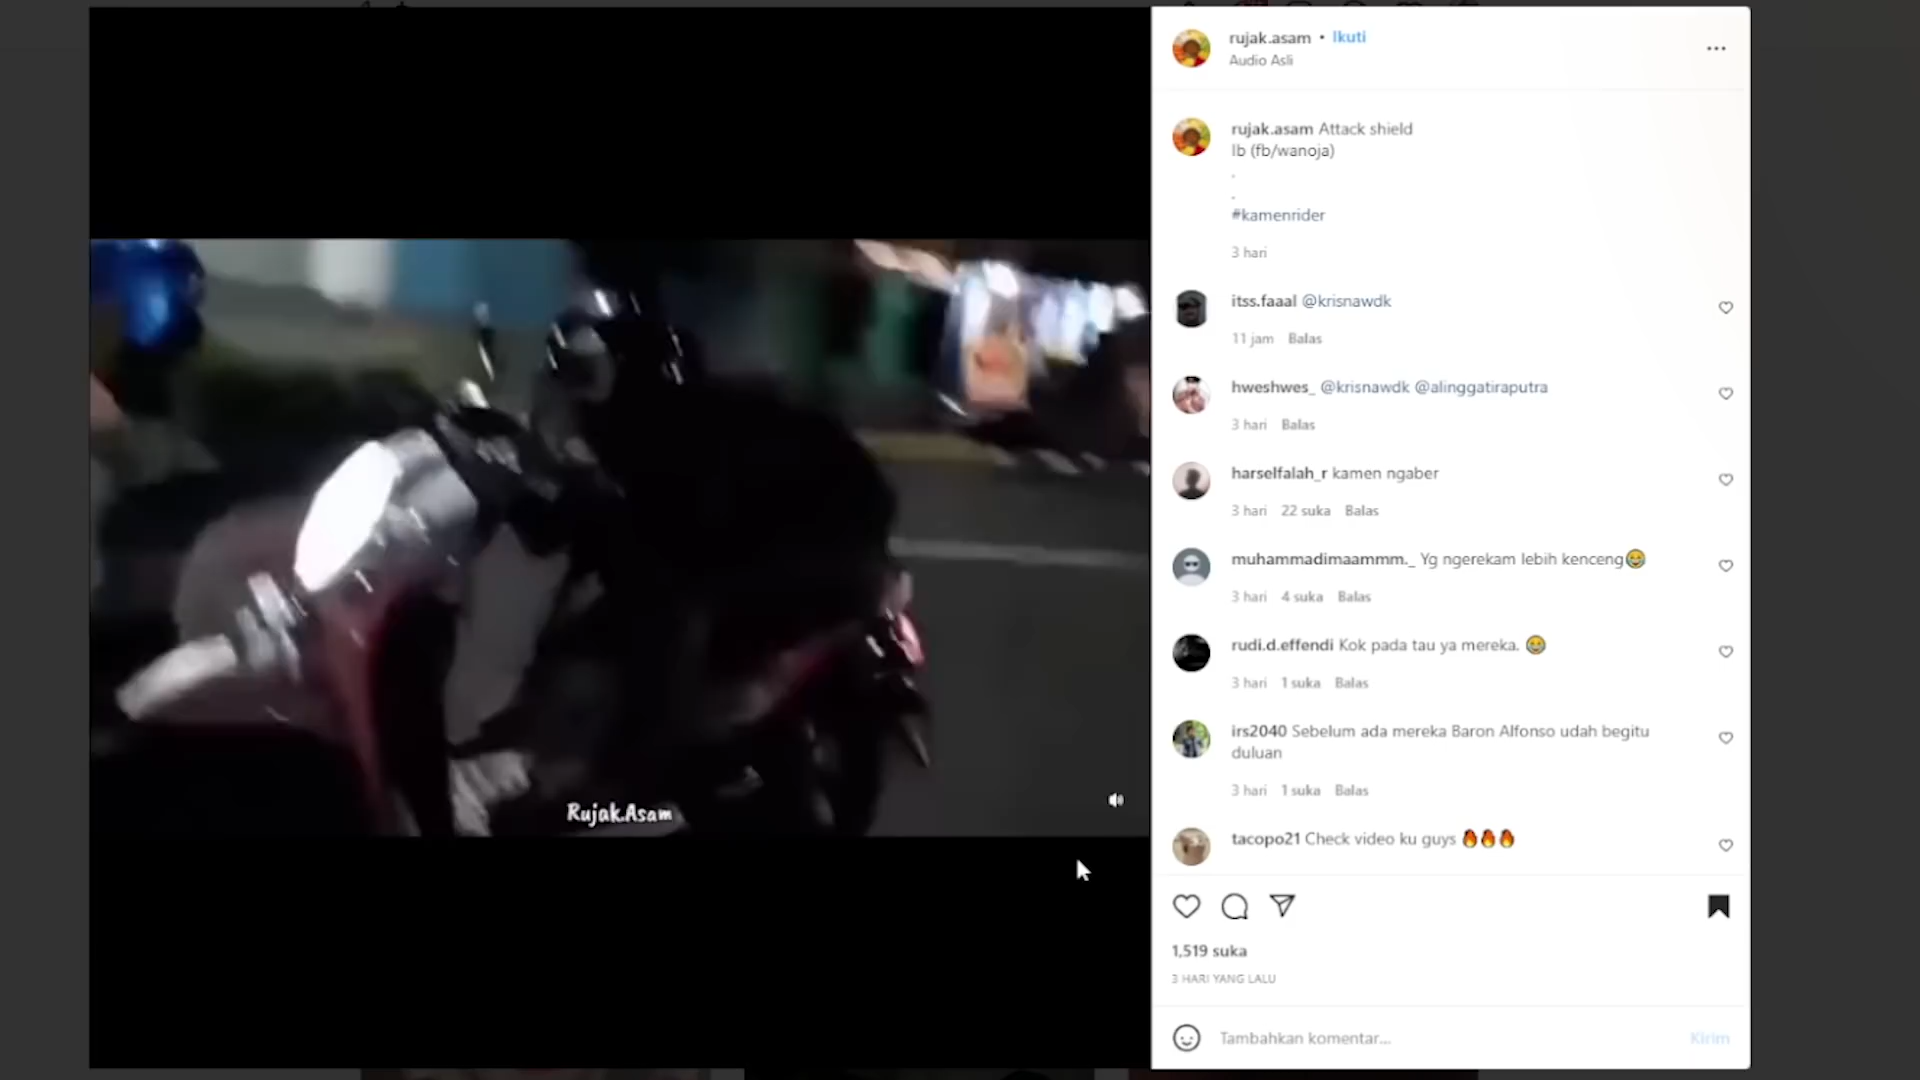 rujak.asam • Ikuti
Audio Asli
rujak.asam Attack shield
lb (fb/wanoja)
.
.
#kamenrider
3 hari
itss.faaal @krisnawdk
11 jam Balas
hweshwes_ @krisnawdk @alinggatiraputra
3 hari Balas
harselfalah_r kamen ngaber
3 hari 22 suka Balas
muhammadimaammm._ Yg ngerekam lebih kenceng😂
3 hari 4 suka Balas
rudi.d.effendi Kok pada tau ya mereka. 😂
3 hari 1 suka Balas
irs2040 Sebelum ada mereka Baron Alfonso udah begitu
duluan
3 hari 1 suka Balas
tacopo21 Check video ku guys 🔥🔥🔥
1,519 suka
3 HARI YANG LALU
Tambahkan komentar...
Kirim
Rujak.Asam